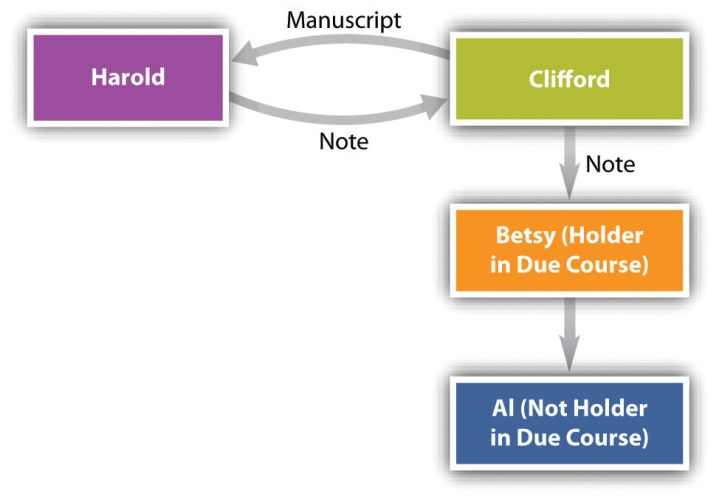 Manuscript
Harold
Clifford
Note
Note
Betsy (Holder
in Due Course)
Al (Not Holder
in Due Course)